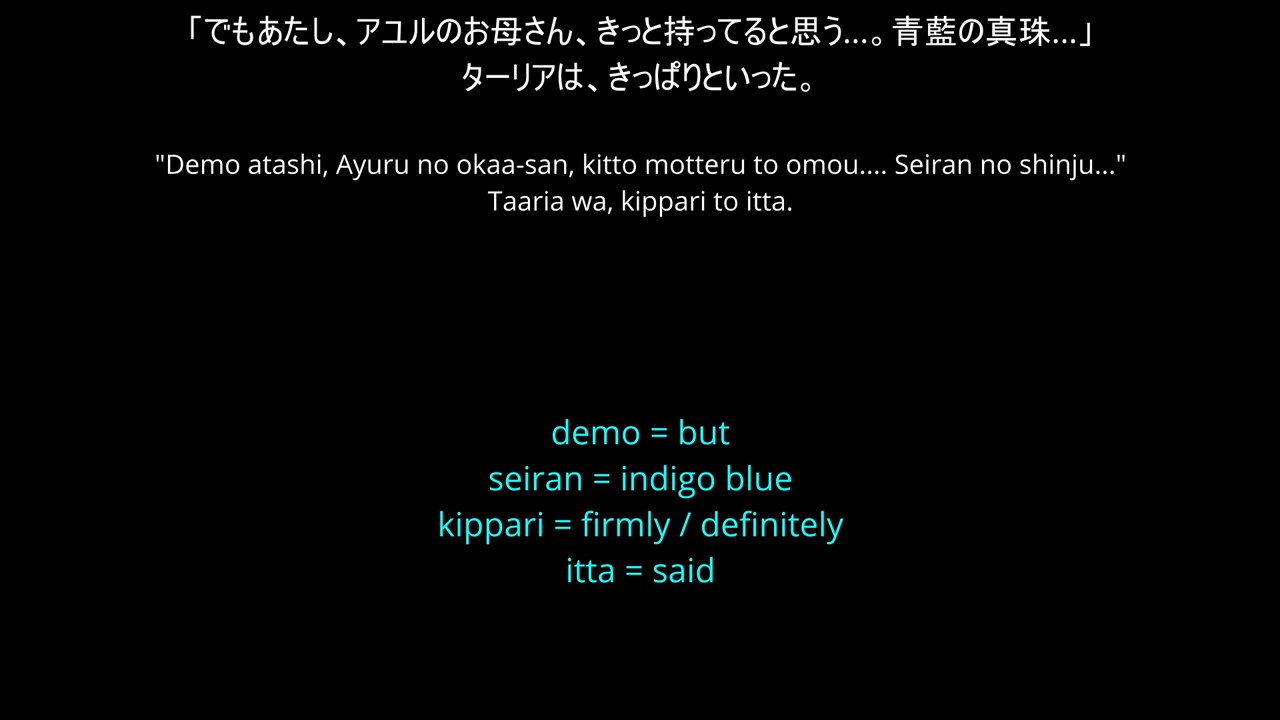 「でもあたし、アユルのお母さん、きっと持ってると思う...。青藍の真珠...」
ターリアは、きっぱりといった。
"Demo atashi, Ayuru no okaa-san, kitto motteru to omou.... Seiran no shinju..."
Taaria wa, kippari to itta.
demo = but
seiran = indigo blue
kippari = firmly / definitely
itta = said